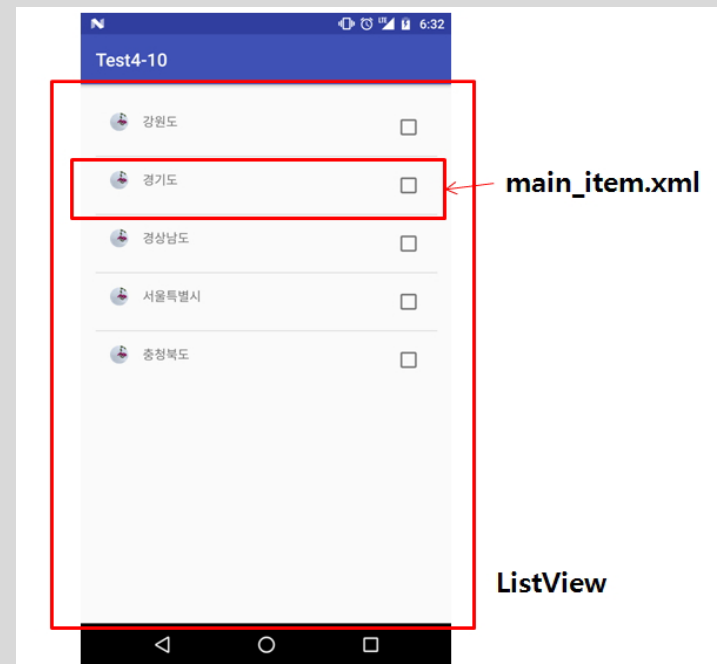 N LTE 6:32
Test4-10
강원도
경기도
main_item.xml
경상남도
서울특별시
충청북도
ListView